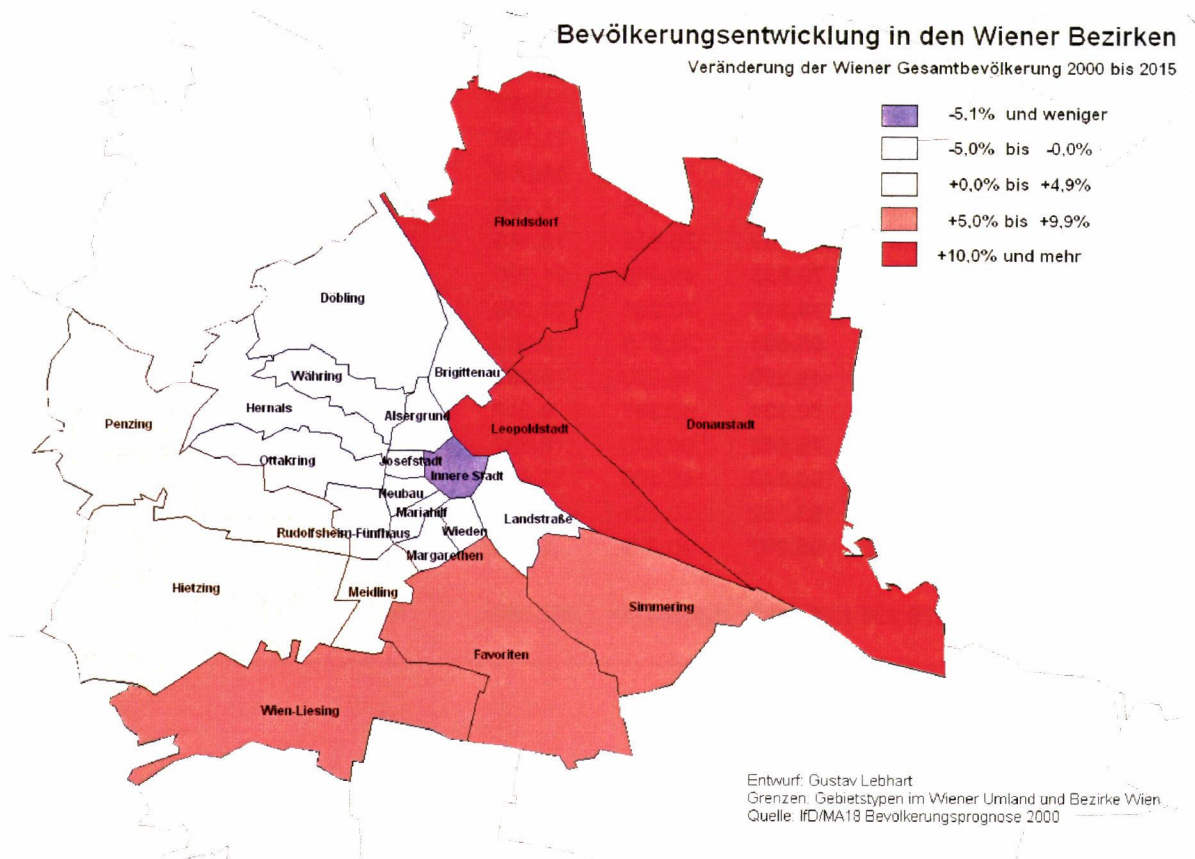 Bevölkerungsentwicklung in den Wiener Bezirken
Veränderung der Wiener Gesamtbevölkerung 2000 bis 2015
-5,1% und weniger
-5,0% bis -0,0%
+0,0% bis +4,9%
+5,0% bis +9,9%
+10,0% und mehr
Floridsdorf
Döbling
Brigittenau
Währing
Hernals
Alsergrund
Penzing
Leopoldstadt
Donaustadt
Ottakring
Josefstadt
Innere Stadt
Neubau
Mariahilf
Landstraße
Rudolfsheim-Fünfhaus
Wieden
Margarethen
Hietzing
Meidling
Simmering
Favoriten
Wien-Liesing
Entwurf: Gustav Lebhart
Grenzen: Gebietstypen im Wiener Umland und Bezirke Wien
Quelle: IfD/MA18 Bevölkerungsprognose 2000